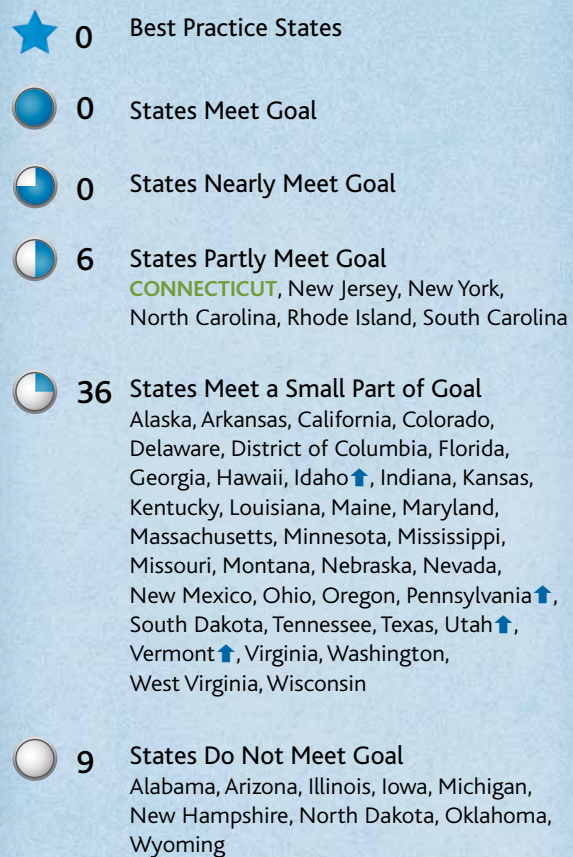 0 Best Practice States
0 States Meet Goal
0 States Nearly Meet Goal
6 States Partly Meet Goal
CONNECTICUT, New Jersey, New York,
North Carolina, Rhode Island, South Carolina
36 States Meet a Small Part of Goal
Alaska, Arkansas, California, Colorado,
Delaware, District of Columbia, Florida,
Georgia, Hawaii, Idaho⬆, Indiana, Kansas,
Kentucky, Louisiana, Maine, Maryland,
Massachusetts, Minnesota, Mississippi,
Missouri, Montana, Nebraska, Nevada,
New Mexico, Ohio, Oregon, Pennsylvania⬆,
South Dakota, Tennessee, Texas, Utah⬆,
Vermont⬆, Virginia, Washington,
West Virginia, Wisconsin
9 States Do Not Meet Goal
Alabama, Arizona, Illinois, Iowa, Michigan,
New Hampshire, North Dakota, Oklahoma,
Wyoming